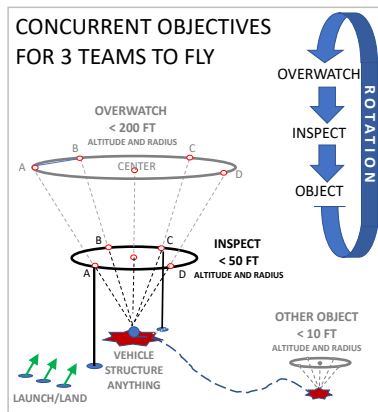 CONCURRENT OBJECTIVES
FOR 3 TEAMS TO FLY
OVERWATCH
INSPECT
OBJECT
ROTATION
OVERWATCH
< 200 FT
ALTITUDE AND RADIUS
B
C
A
CENTER
D
B
C
A
D
INSPECT
< 50 FT
ALTITUDE AND RADIUS
VEHICLE
STRUCTURE
ANYTHING
LAUNCH/LAND
OTHER OBJECT
< 10 FT
ALTITUDE AND RADIUS